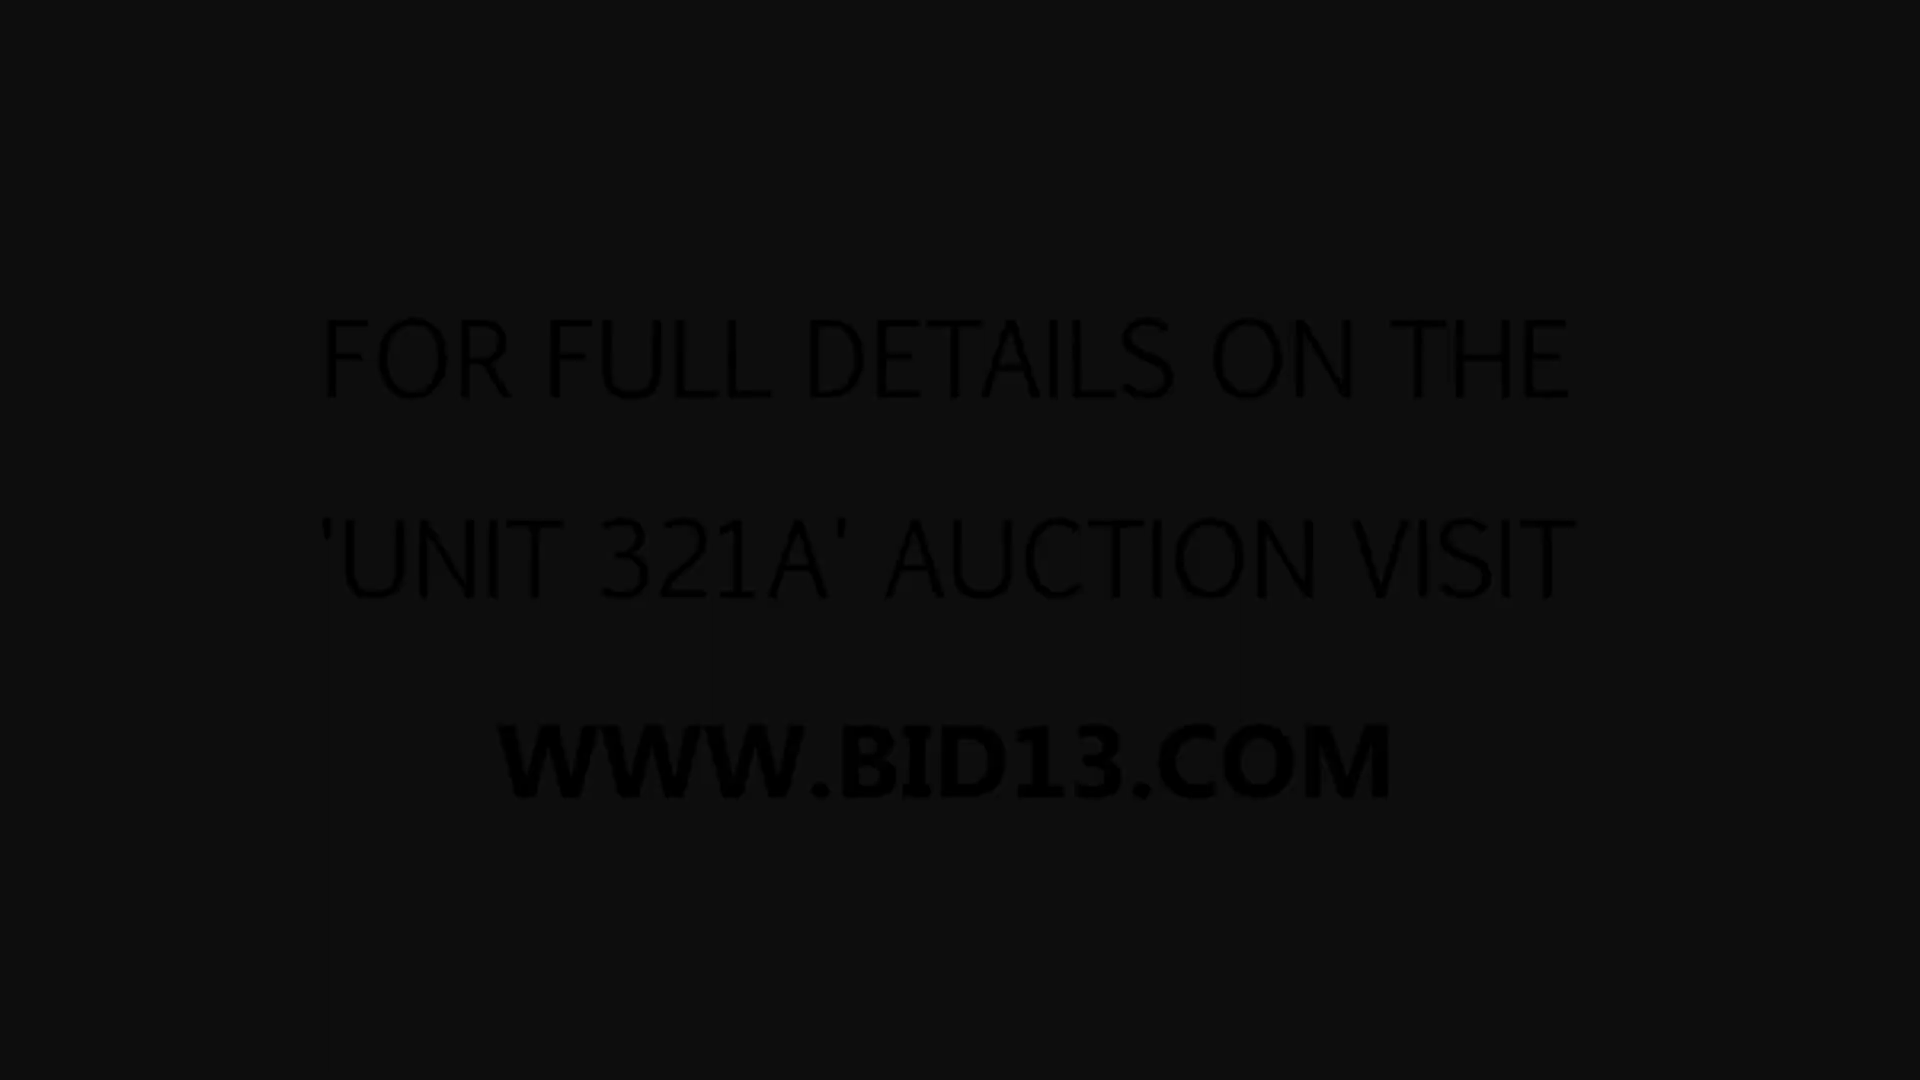 FOR FULL DETAILS ON THE
'UNIT 321A' AUCTION VISIT
WWW.BID13.COM